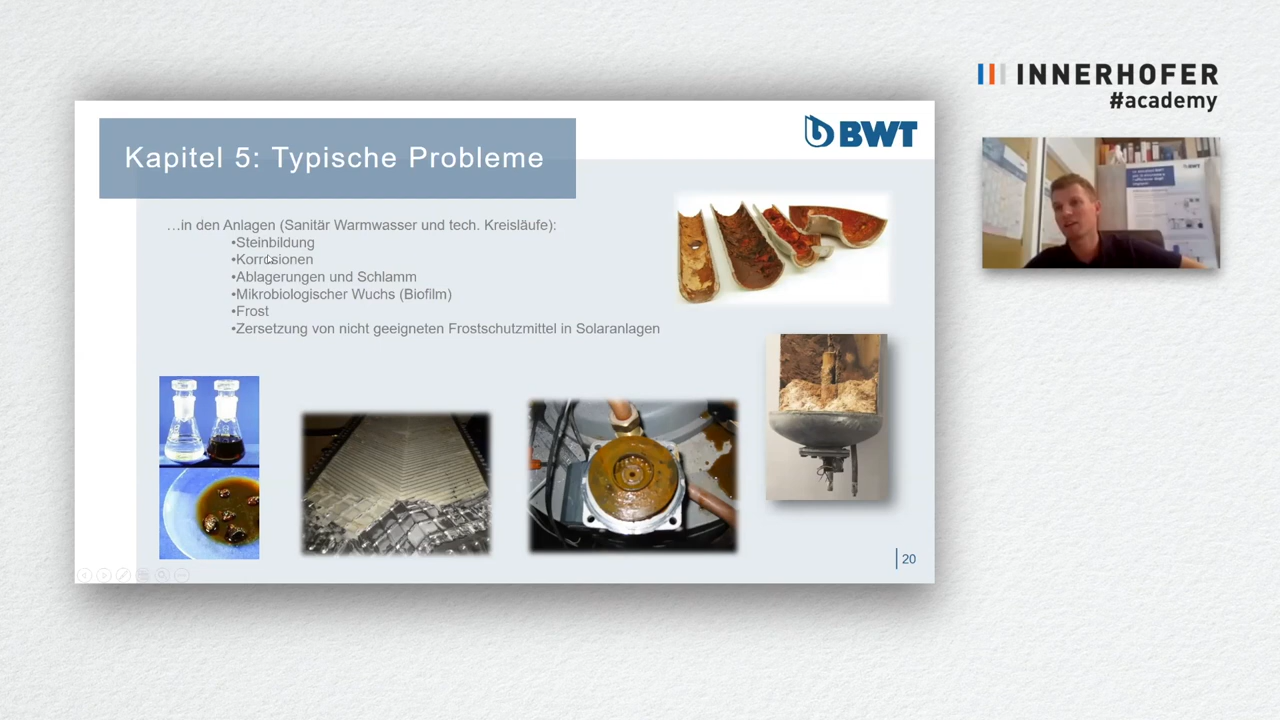 INNERHOFER
#academy
BWT
Kapitel 5: Typische Probleme
…in den Anlagen (Sanitär Warmwasser und tech. Kreisläufe):
•Steinbildung
•Korrosionen
•Ablagerungen und Schlamm
•Mikrobiologischer Wuchs (Biofilm)
•Frost
•Zersetzung von nicht geeigneten Frostschutzmittel in Solaranlagen
20
BWT